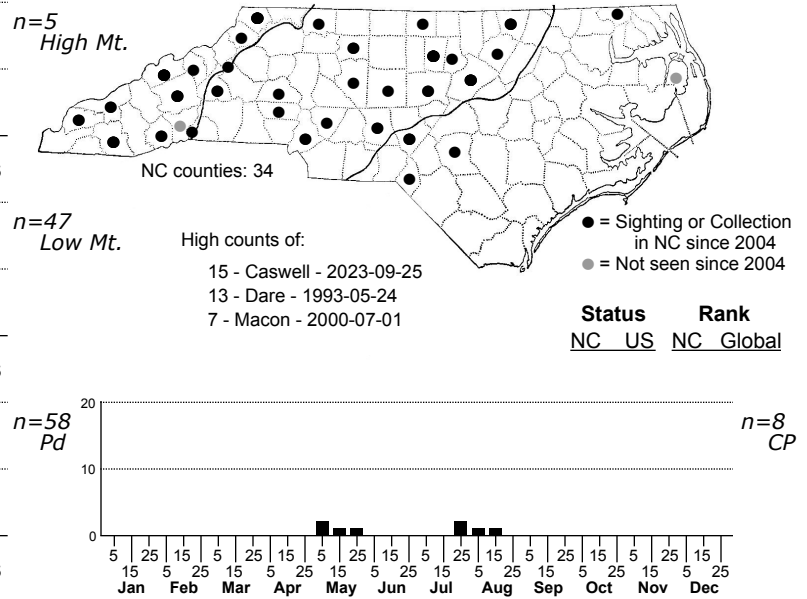 n=5
High Mt.
NC counties: 34
n=47
Low Mt.
High counts of:
15 - Caswell - 2023-09-25
13 - Dare - 1993-05-24
7 - Macon - 2000-07-01
= Sighting or Collection
in NC since 2004
= Not seen since 2004
Status Rank
NC US NC Global
n=58
Pd
n=8
CP
20
10
0
5 25 15 5 25 15 5 25 15 5 25 15 5 25 15 5 25 15
15 5 25 15 5 25 15 5 25 15 5 25 15 5 25 15 5 25
Jan Feb Mar Apr May Jun Jul Aug Sep Oct Nov Dec